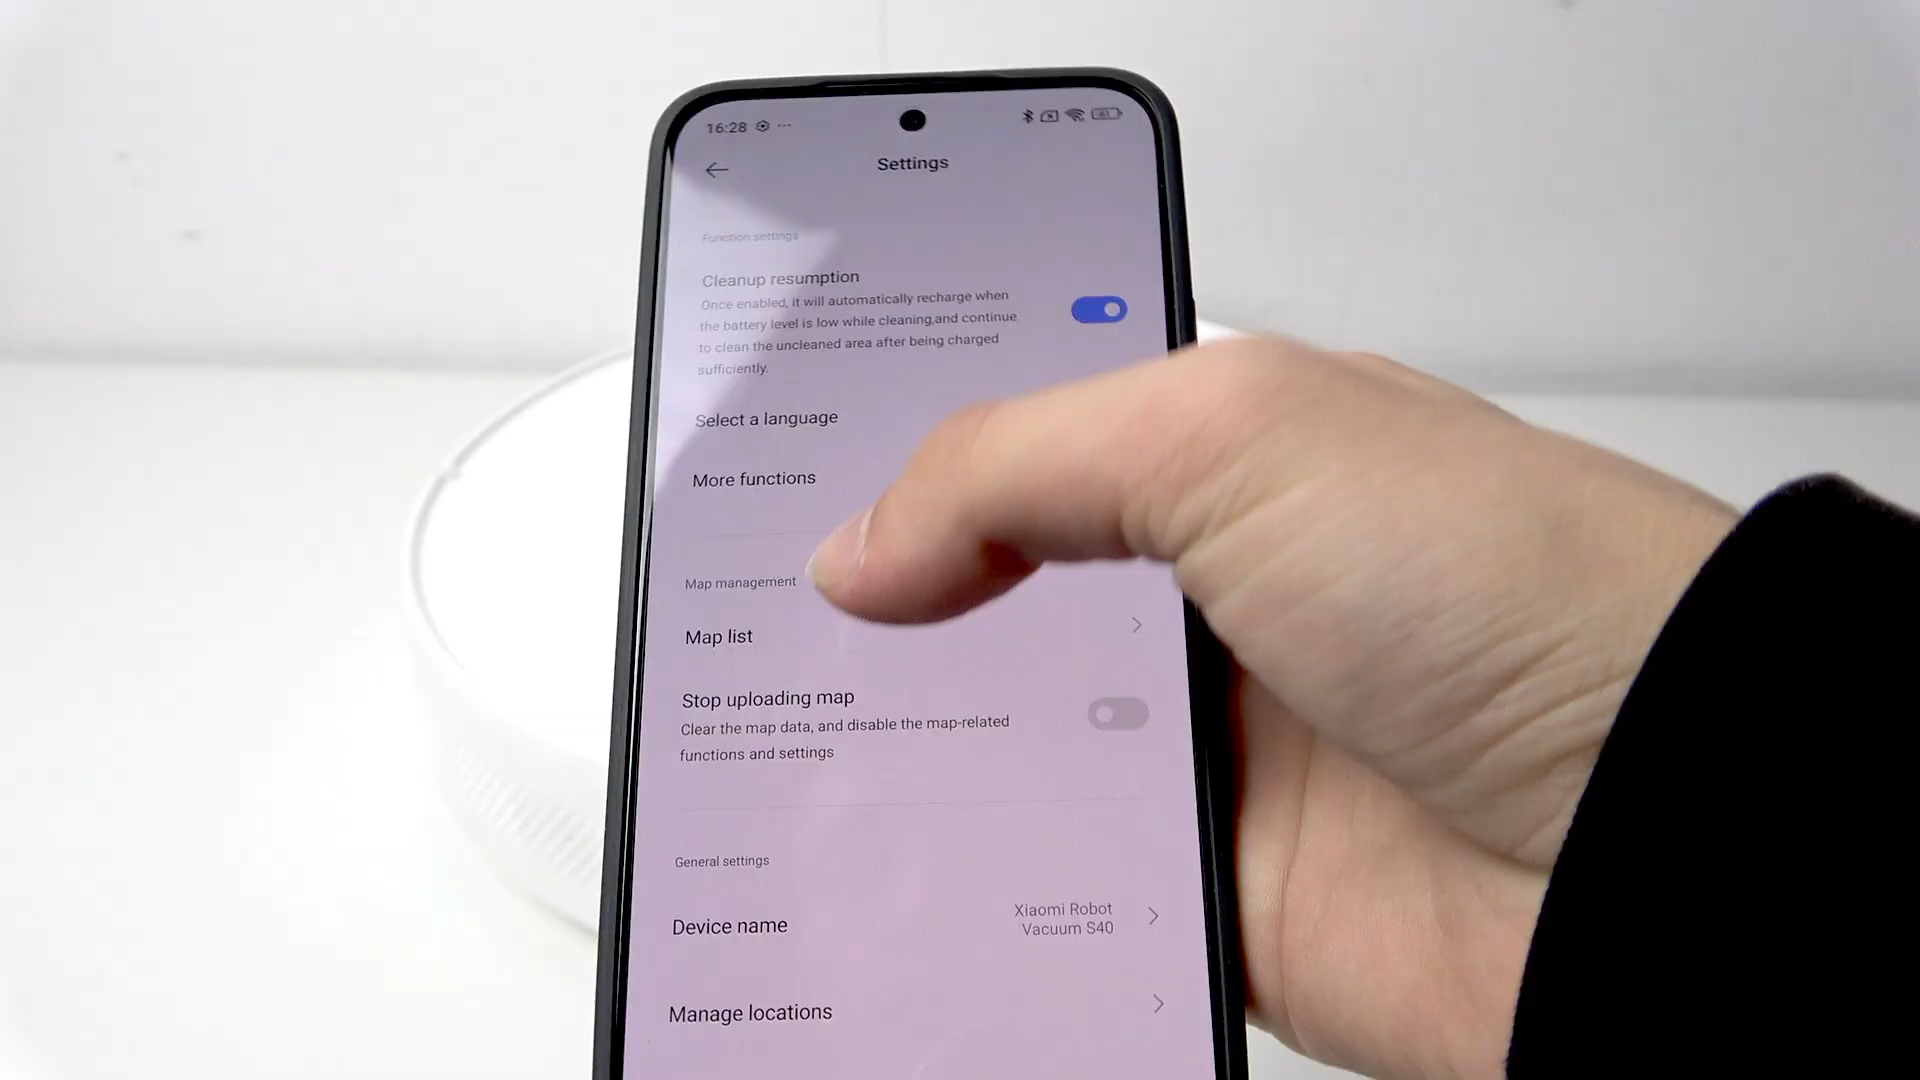 16:28
Settings
Function settings
Cleanup resumption
Once enabled, it will automatically recharge when
the battery level is low while cleaning,and continue
to clean the uncleaned area after being charged
sufficiently.
Select a language
More functions
Map management
Map list
Stop uploading map
Clear the map data, and disable the map-related
functions and settings
General settings
Device name
Xiaomi Robot
Vacuum S40
Manage locations